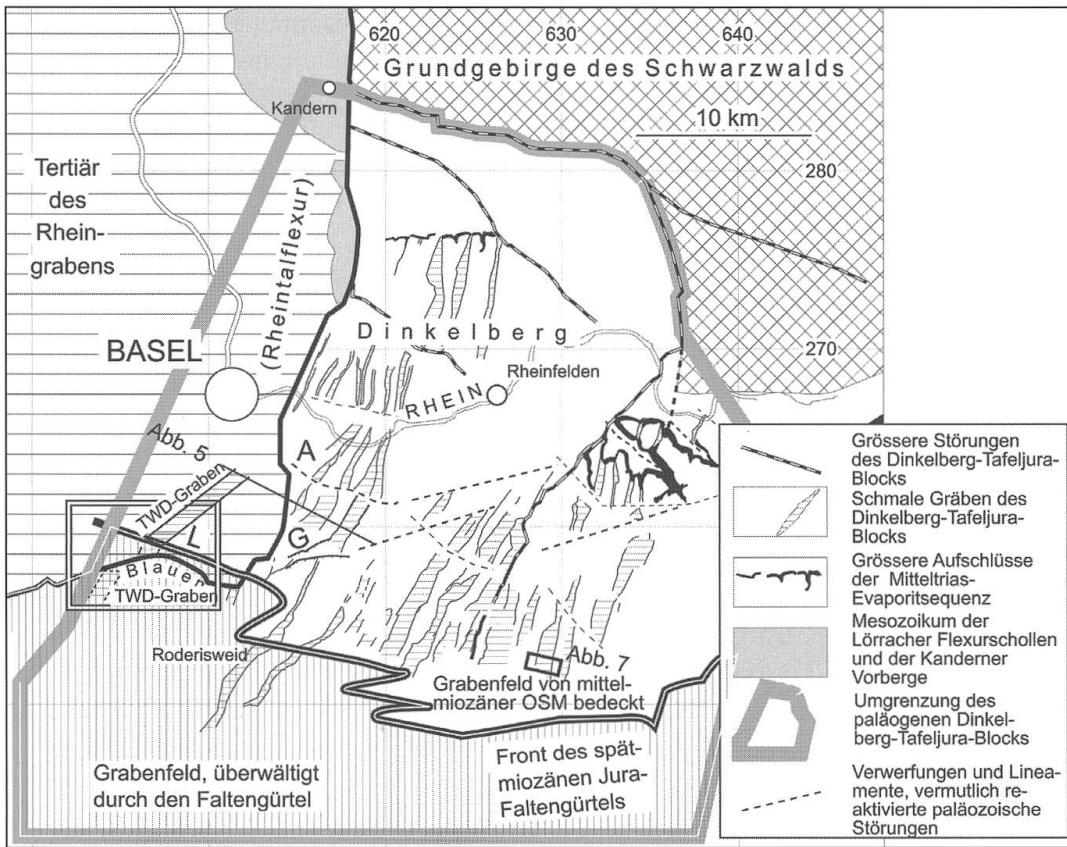 620
630
640
Grundgebirge des Schwarzwalds
Kandern
10 km
280
Tertiär
des
Rhein-
grabens
(Rheintalflexur)
Dinkelberg
270
BASEL
Rheinfelden
RHEIN
Abb. 5
A
TWD-Graben
G
L
Blauen
TWD-Graben
Roderisweid
Abb. 7
Grabenfeld von mittel-
miozäner OSM bedeckt
Front des spät-
miozänen Jura-
Faltengürtels
Grabenfeld, überwältigt
durch den Faltengürtel
Grössere Störungen
des Dinkelberg-Tafeljura-
Blocks
Schmale Gräben des
Dinkelberg-Tafeljura-
Blocks
Grössere Aufschlüsse
der Mitteltrias-
Evaporitsequenz
Mesozoikum der
Lörracher Flexurschollen
und der Kanderner
Vorberge
Umgrenzung des
paläogenen Dinkel-
berg-Tafeljura-Blocks
Verwerfungen und Linea-
mente, vermutlich re-
aktivierte paläozoische
Störungen